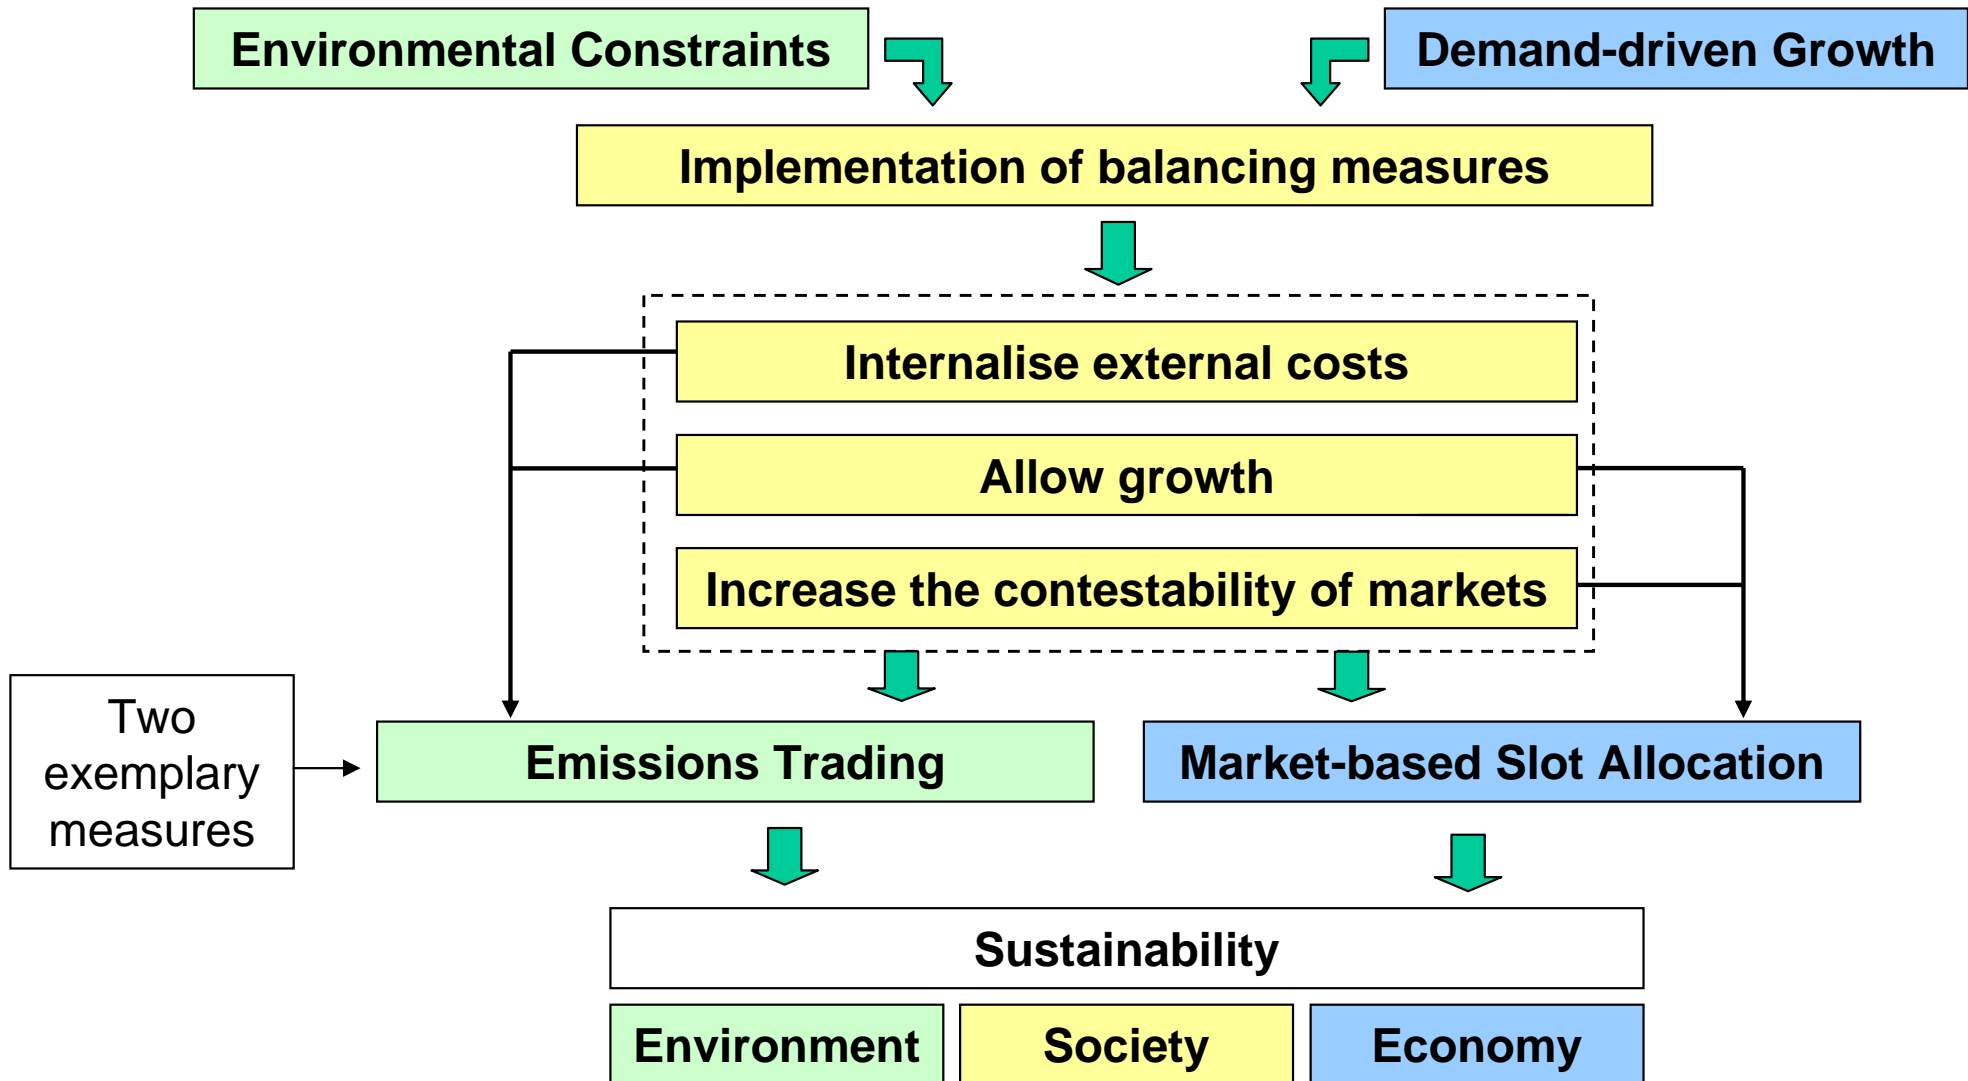 Environmental Constraints
Demand-driven Growth
Implementation of balancing measures
Internalise external costs
Allow growth
Increase the contestability of markets
Two
exemplary
measures
Emissions Trading
Market-based Slot Allocation
Sustainability
Environment
Society
Economy